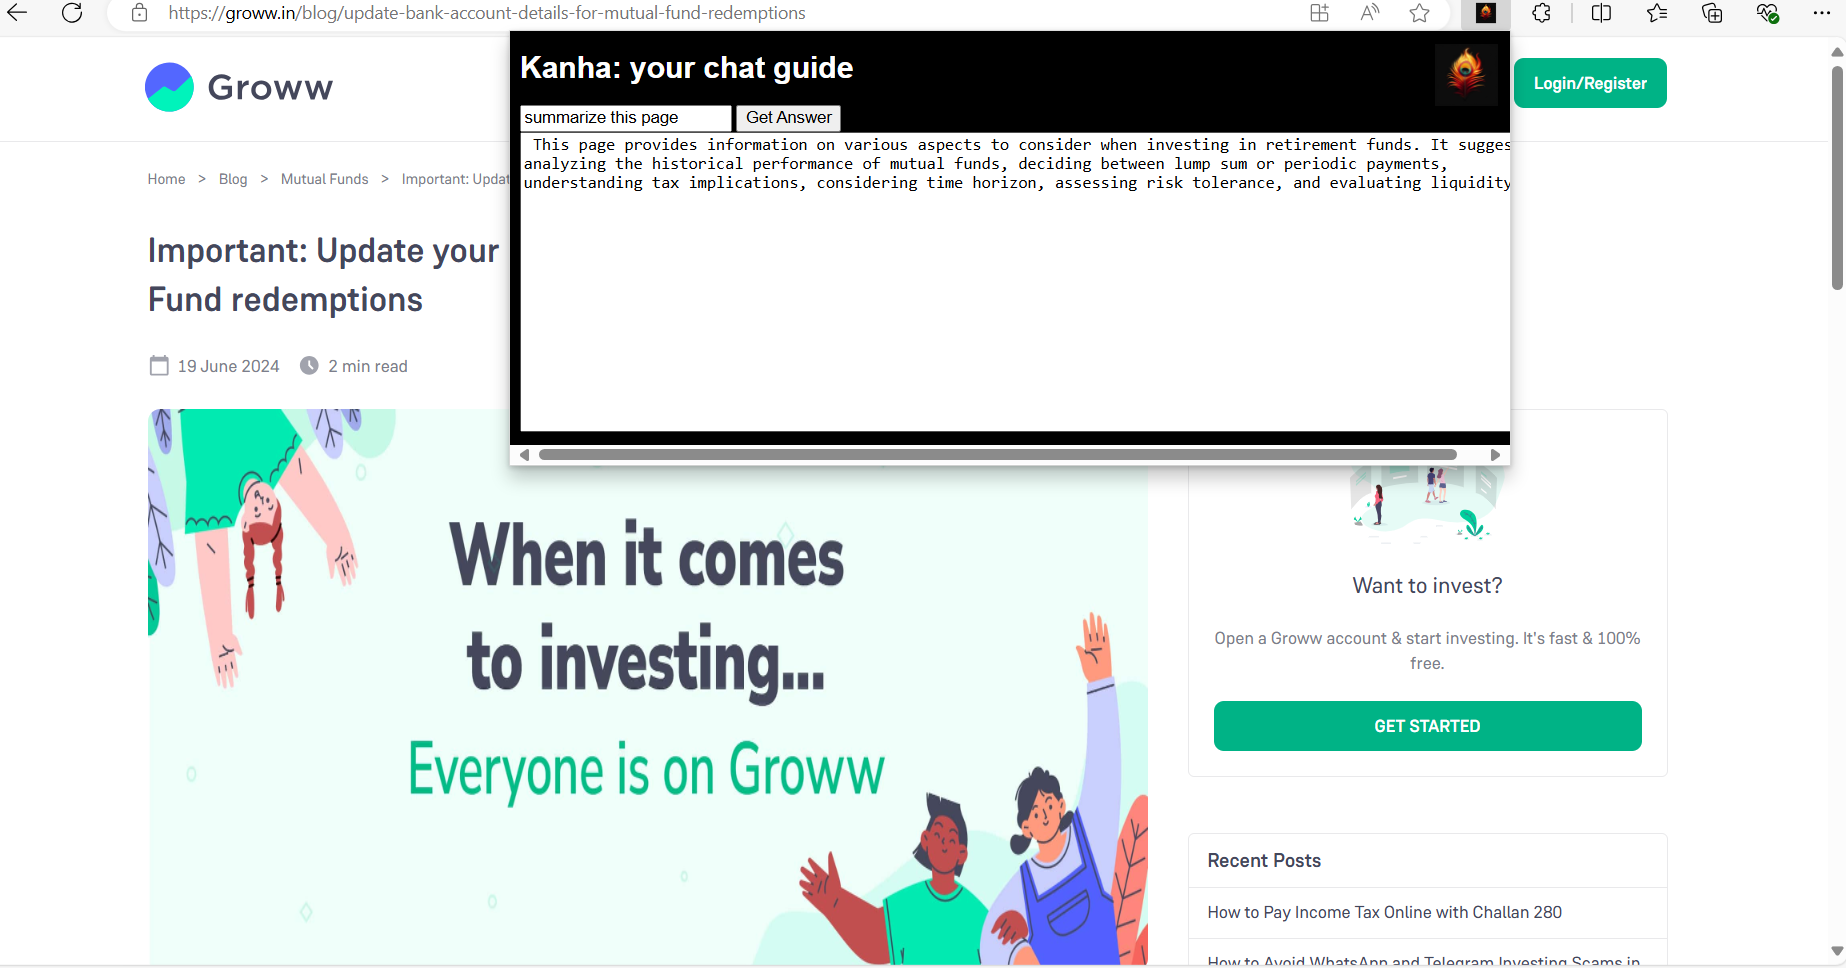 https://groww.in/blog/update-bank-account-details-for-mutual-fund-redemptions
Kanha: your chat guide
summarize this page
Get Answer
This page provides information on various aspects to consider when investing in retirement funds. It
analyzing the historical performance of mutual funds, deciding between lump sum or periodic payments,
understanding tax implications, considering time horizon, assessing risk tolerance, and evaluating liquidity
Groww
Login/Register
Home > Blog > Mutual Funds > Important:
Important: Update your
Fund redemptions
19 June 2024
2 min read
When it comes
to investing...
Everyone is on Groww
Want to invest?
Open a Groww account & start investing. It's fast & 100%
free.
GET STARTED
Recent Posts
How to Pay Income Tax Online with Challan 280
How to Avoid WhatsApp and Telegram Investing Scams in